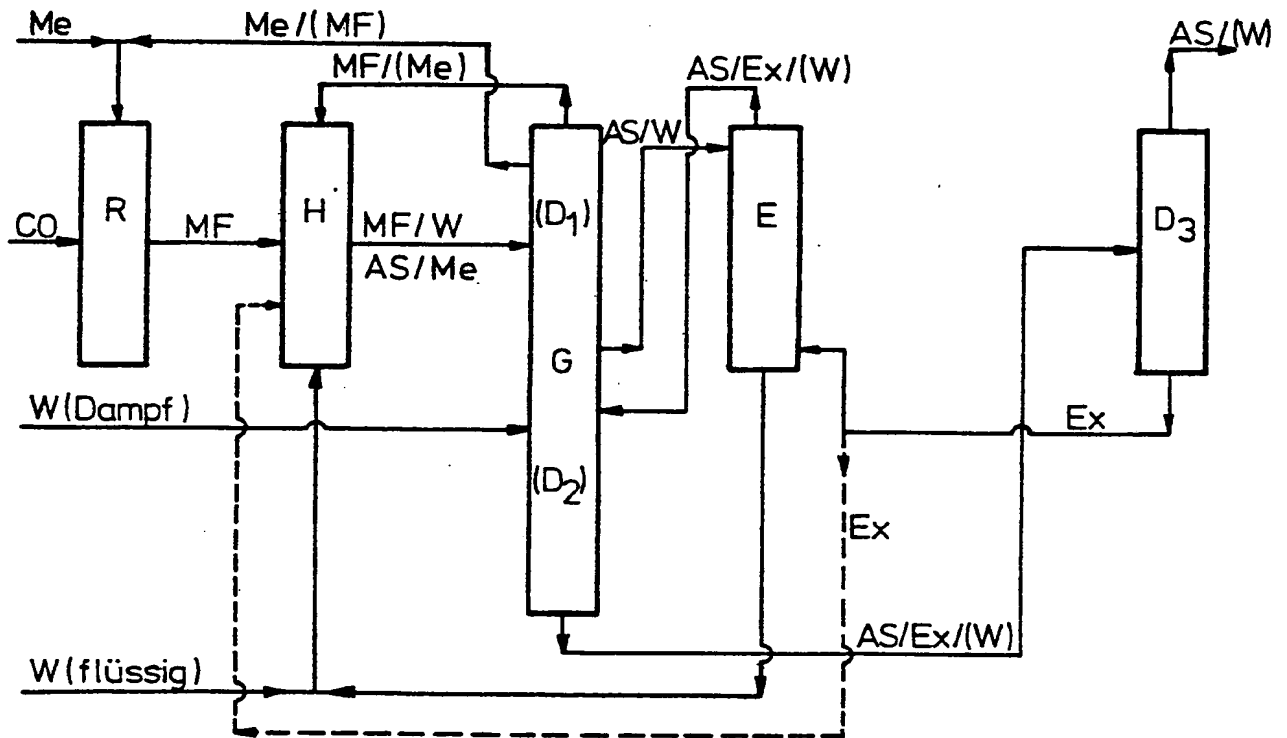 Me
Me/(MF)
AS/(W)
MF/(Me)
AS/Ex/(W)
AS/W
R
H
(D1)
E
D3
CO
MF
MF/W
AS/Me
G
W(Dampf)
Ex
(D2)
Ex
AS/Ex/(W)
W(flüssig)